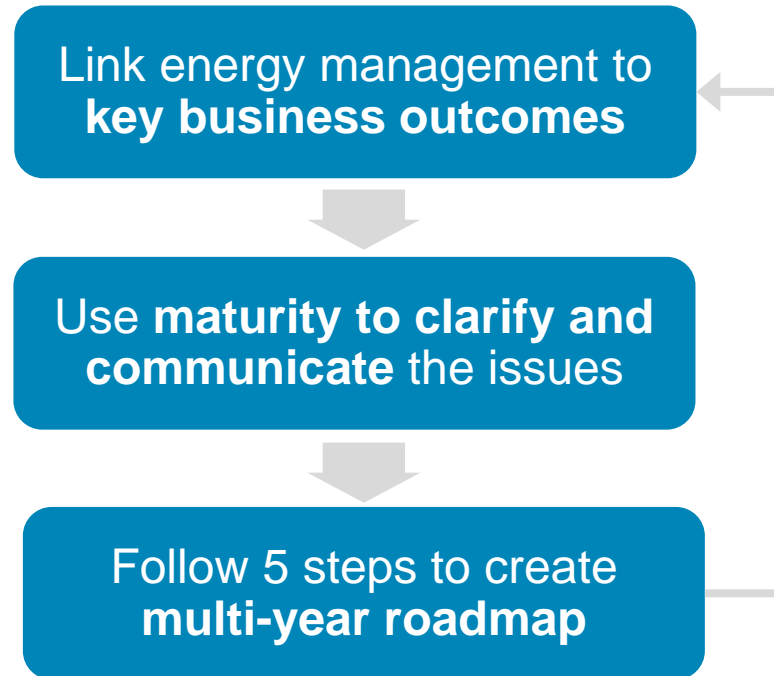 Link energy management to
key business outcomes
Use maturity to clarify and
communicate the issues
Follow 5 steps to create
multi-year roadmap